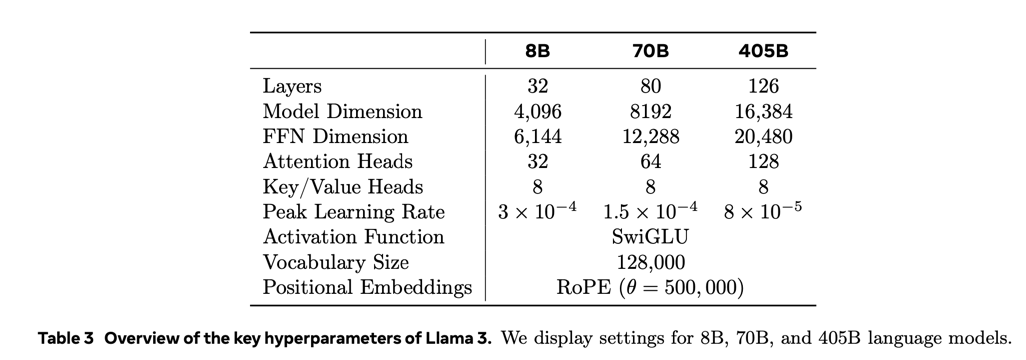 8B 70B 405B
Layers 32 80 126
Model Dimension 4,096 8192 16,384
FFN Dimension 6,144 12,288 20,480
Attention Heads 32 64 128
Key/Value Heads 8 8 8
Peak Learning Rate 3 × 10⁻⁴ 1.5 × 10⁻⁴ 8 × 10⁻⁵
Activation Function SwiGLU
Vocabulary Size 128,000
Positional Embeddings RoPE (θ = 500,000)
Table 3 Overview of the key hyperparameters of Llama 3. We display settings for 8B, 70B, and 405B language models.